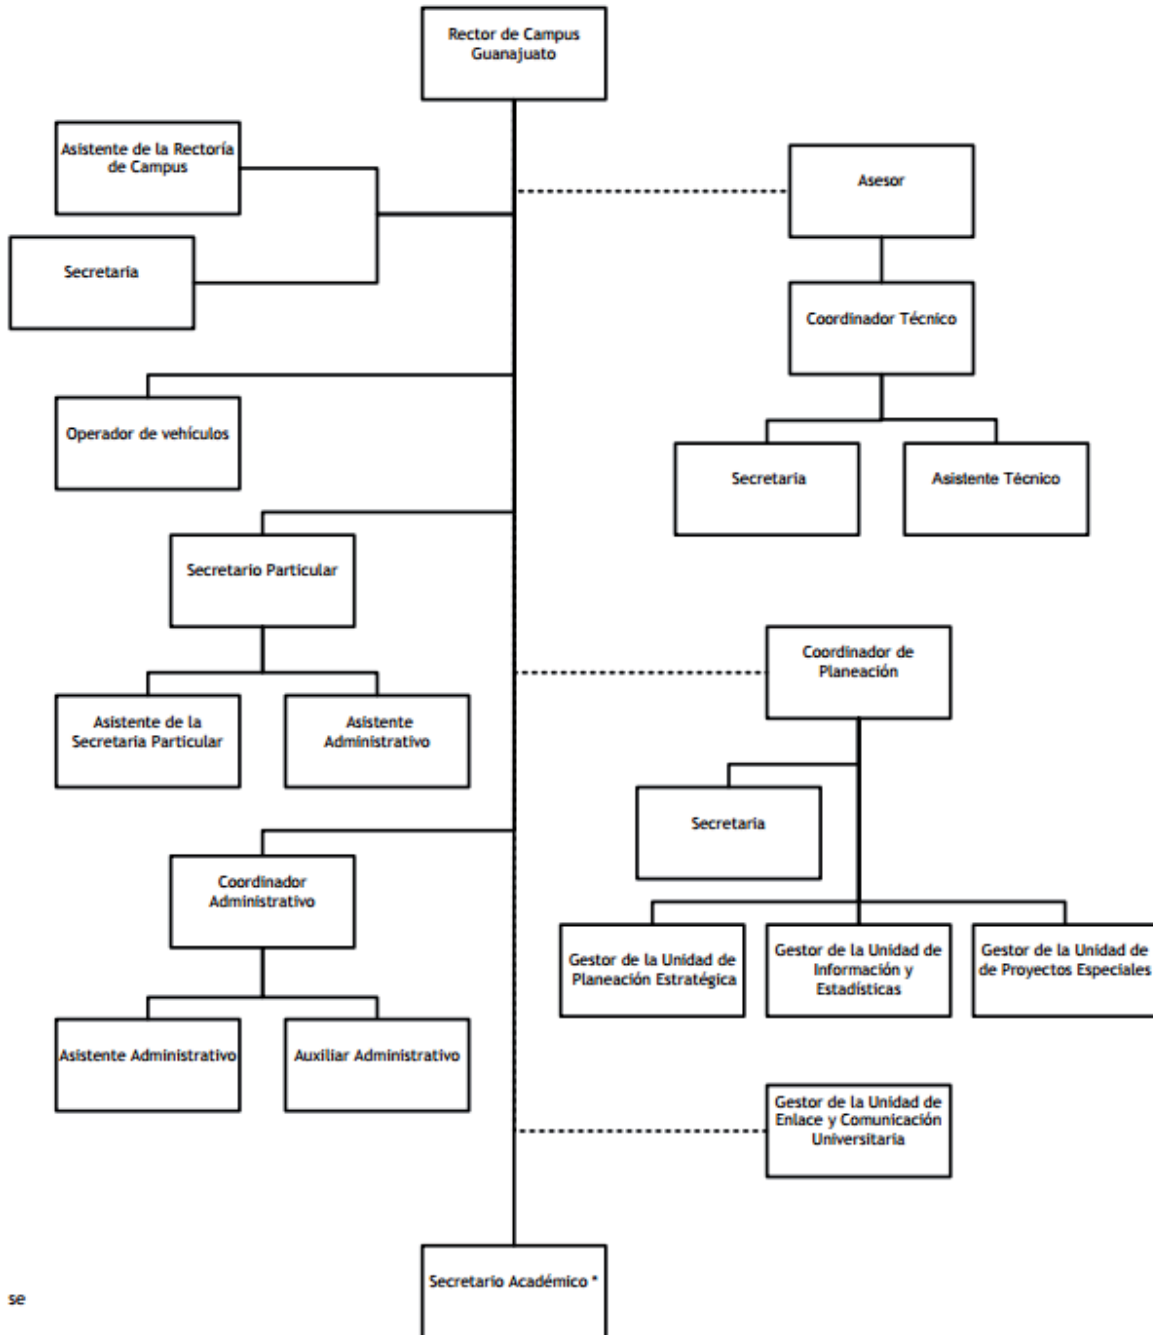 Rector de Campus
Guanajuato
Asistente de la Rectoría
de Campus
Asesor
Secretaria
Coordinador Técnico
Operador de vehículos
Secretaria
Asistente Técnico
Secretario Particular
Coordinador de
Planeación
Asistente de la
Secretaria Particular
Asistente
Administrativo
Secretaria
Coordinador
Administrativo
Gestor de la Unidad de
Planeación Estratégica
Gestor de la Unidad de
Información y
Estadísticas
Gestor de la Unidad de
de Proyectos Especiales
Asistente Administrativo
Auxiliar Administrativo
Gestor de la Unidad de
Enlace y Comunicación
Universitaria
Secretario Académico *
se